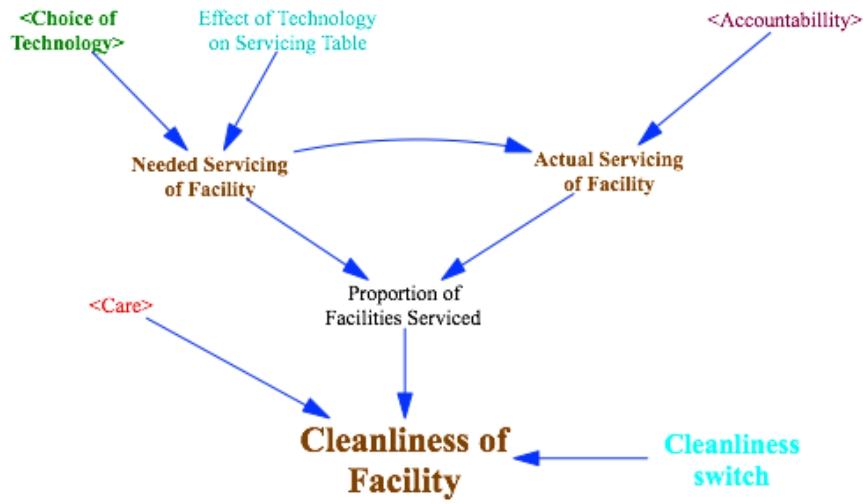 <Choice of
Technology>
Effect of Technology
on Servicing Table
<Accountabillity>
Needed Servicing
of Facility
Actual Servicing
of Facility
Proportion of
Facilities Serviced
<Care>
Cleanliness of
Facility
Cleanliness
switch